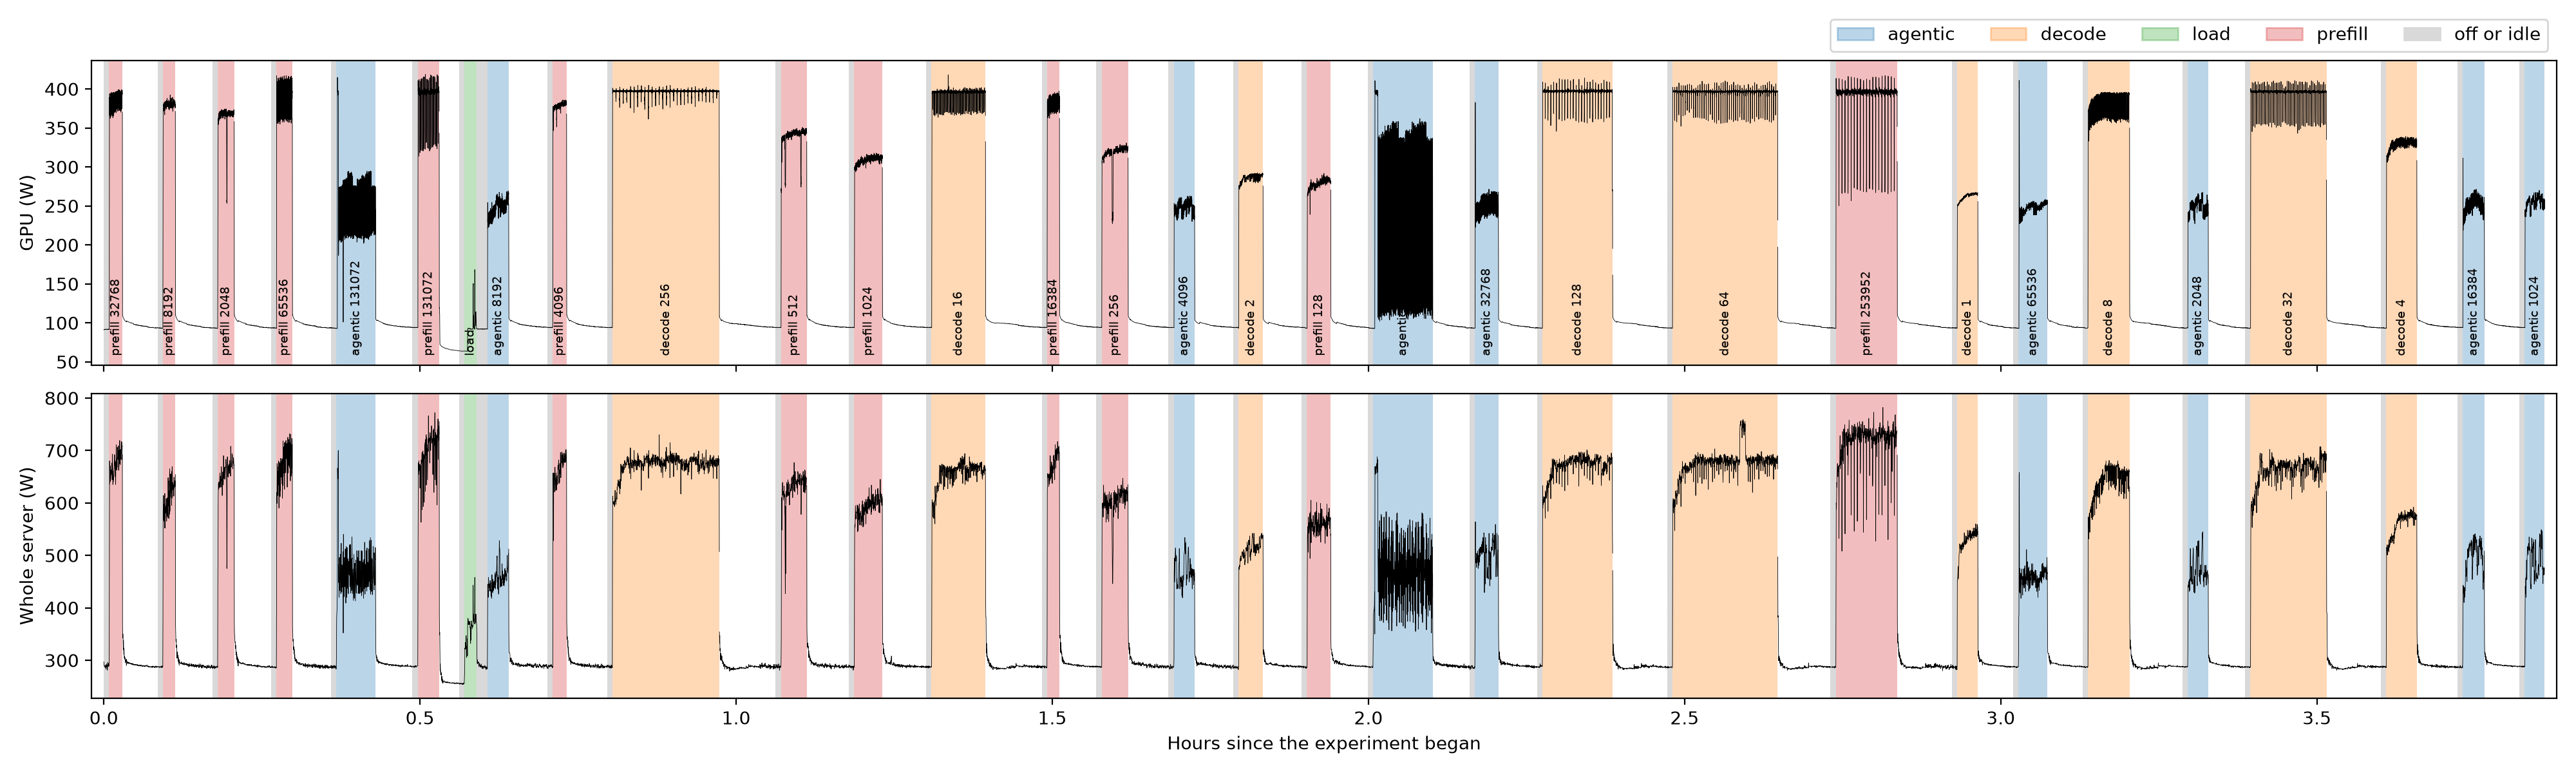 agentic decode load prefill off or idle
GPU (W)
400
350
300
250
200
150
100
50
prefill 32768
prefill 8192
prefill 2048
prefill 65536
agentic 131072
prefill 131072
load
agentic 8192
prefill 4096
decode 256
prefill 512
prefill 1024
decode 16
prefill 16384
prefill 256
agentic 4096
decode 2
prefill 128
agentic
agentic 32768
decode 128
decode 64
prefill 253952
decode 1
agentic 65536
decode 8
agentic 2048
decode 32
decode 4
agentic 16384
agentic 1024
Whole server (W)
800
700
600
500
400
300
0.0 0.5 1.0 1.5 2.0 2.5 3.0 3.5
Hours since the experiment began